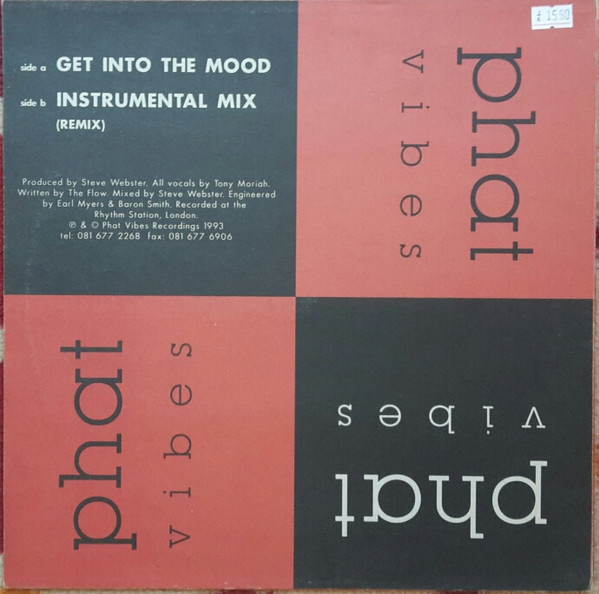 side a GET INTO THE MOOD
side b INSTRUMENTAL MIX
(REMIX)
Produced by Steve Webster. All vocals by Tony Moriah.
Written by The Flow. Mixed by Steve Webster. Engineered
by Earl Myers & Baron Smith. Recorded at the
Rhythm Station, London.
℗ & © Phat Vibes Recordings 1993
tel: 081 677 2268 fax: 081 677 6906
£ 15.90
phat
vibes
phat
vibes
phat
vibes